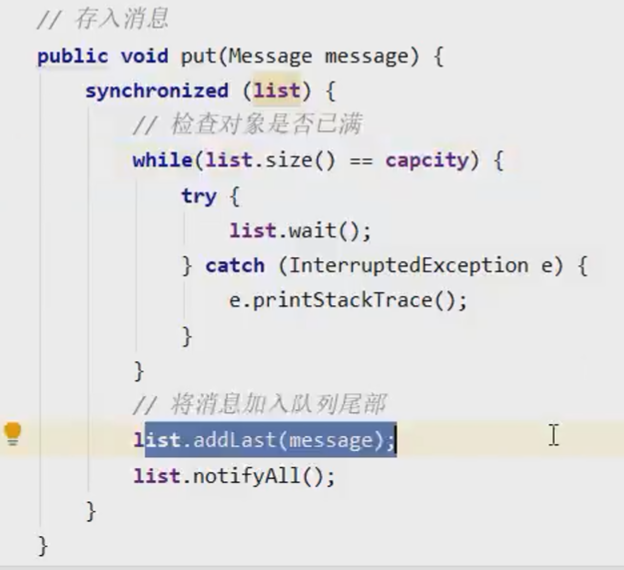 // 存入消息
public void put(Message message) {
synchronized (list) {
// 检查对象是否已满
while(list.size() == capcity) {
try {
list.wait();
} catch (InterruptedException e) {
e.printStackTrace();
}
}
// 将消息加入队列尾部
list.addLast(message);
list.notifyAll();
}
}